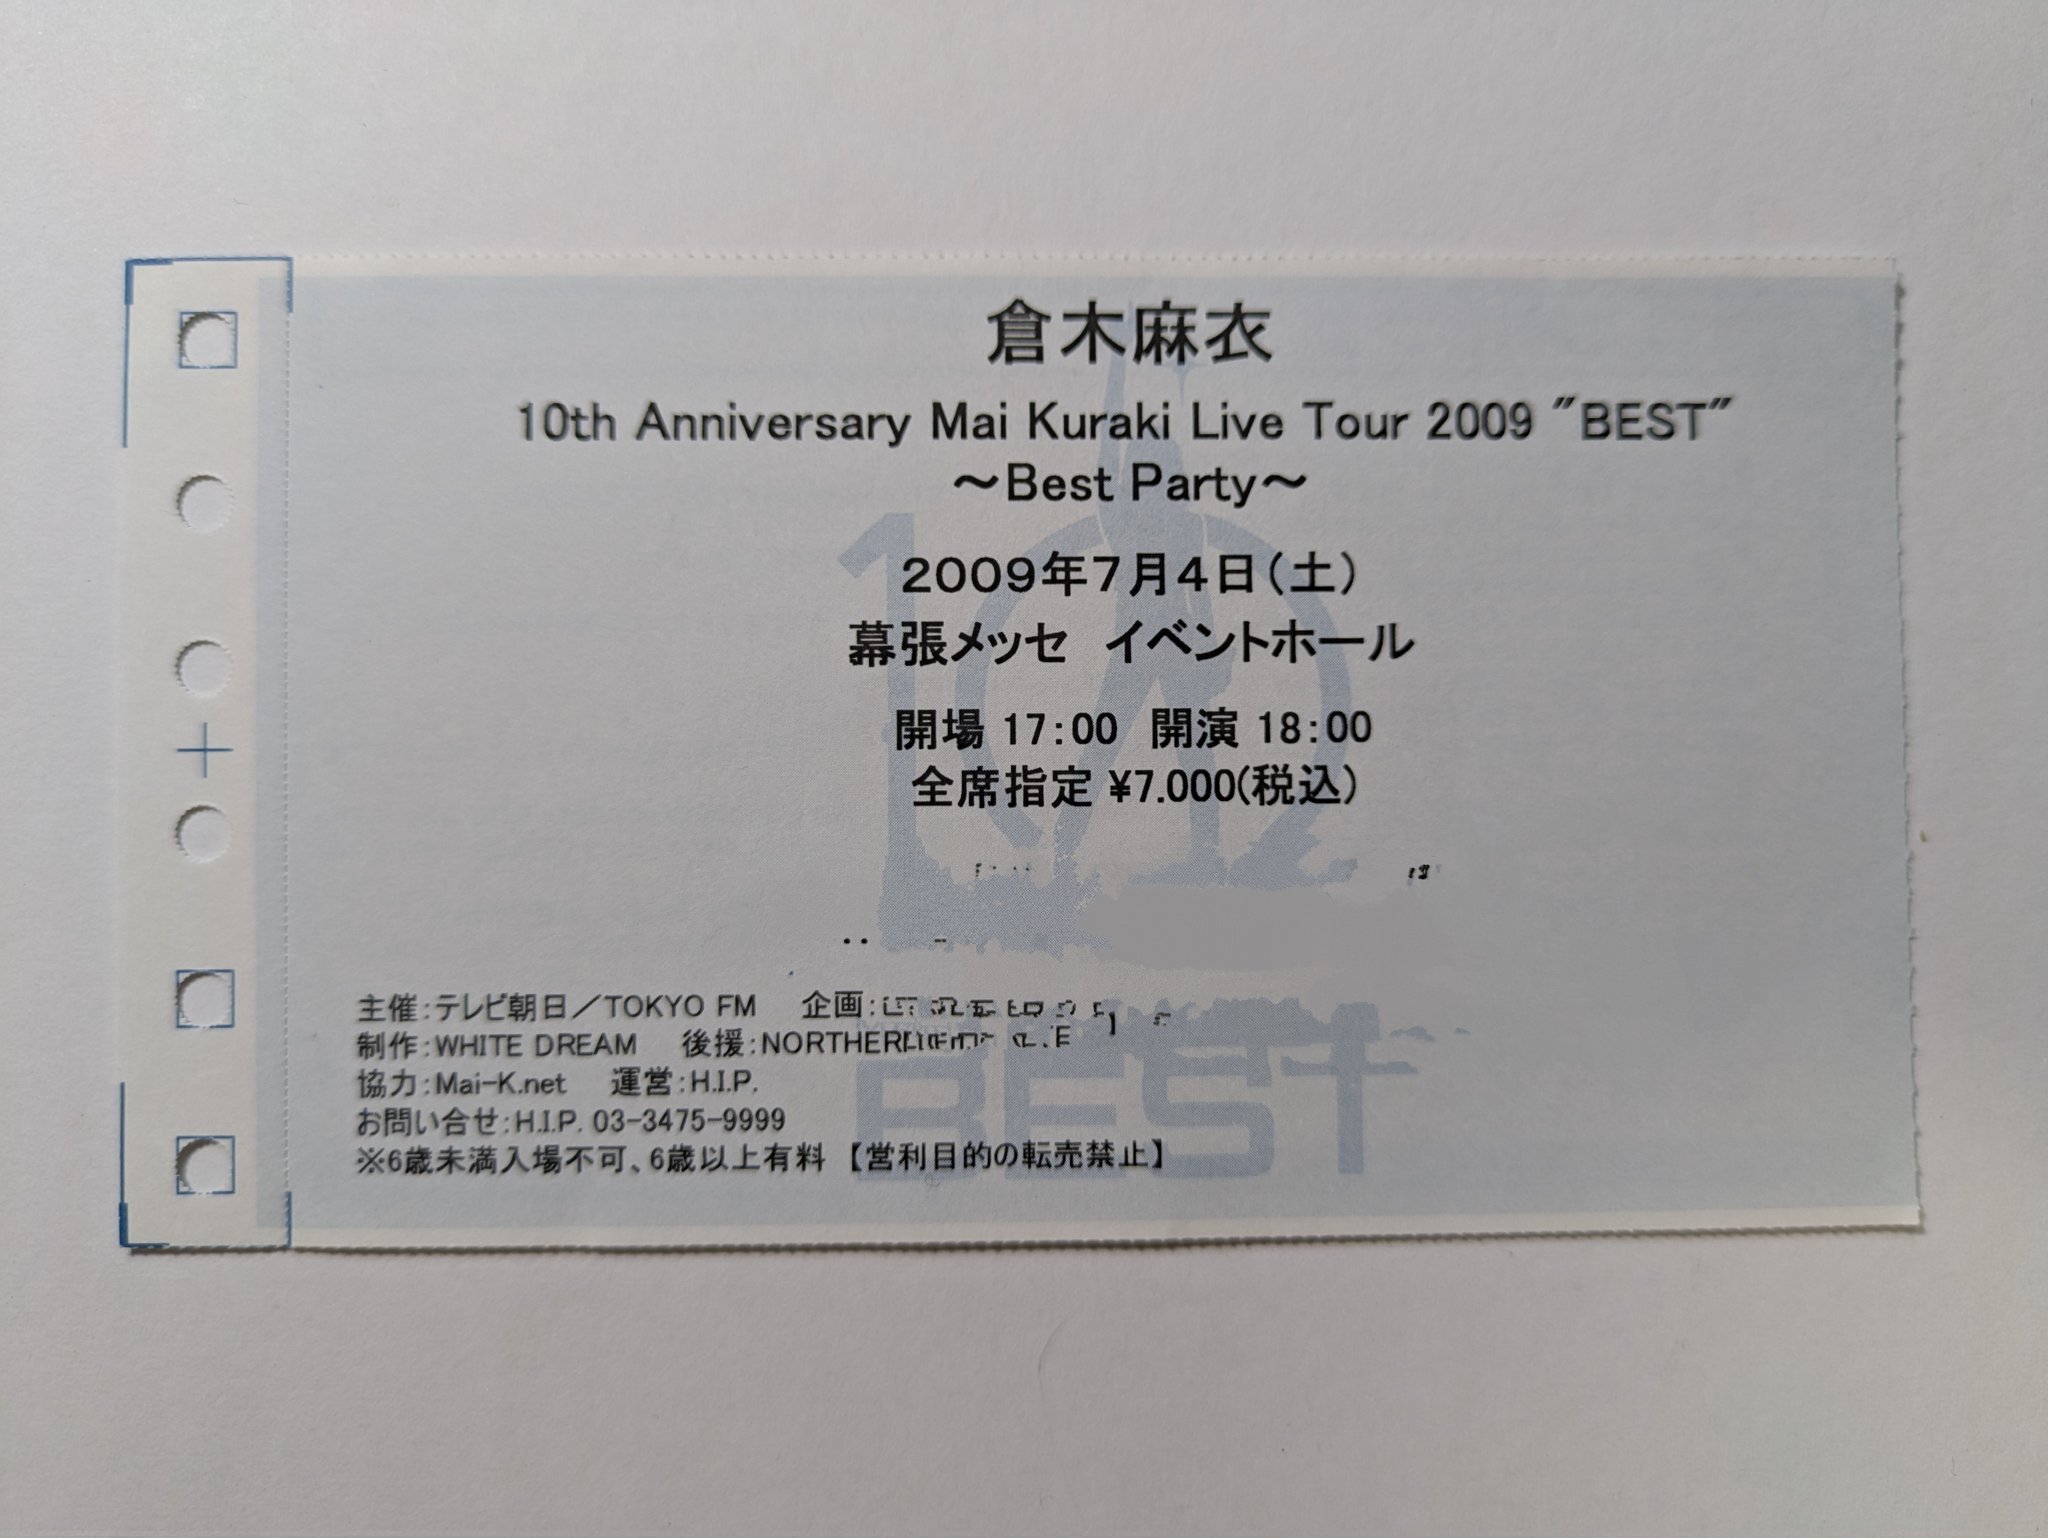 倉木麻衣
10th Anniversary Mai Kuraki Live Tour 2009 "BEST"
～Best Party～
2009年7月4日(土)
幕張メッセ　イベントホール
開場 17:00　開演 18:00
全席指定 ¥7.000(税込)
主催:テレビ朝日／TOKYO FM　企画:
制作:WHITE DREAM　後援:
協力:Mai-K.net　運営:H.I.P.
お問い合せ:H.I.P. 03-3475-9999
※6歳未満入場不可、6歳以上有料 【営利目的の転売禁止】
BEST